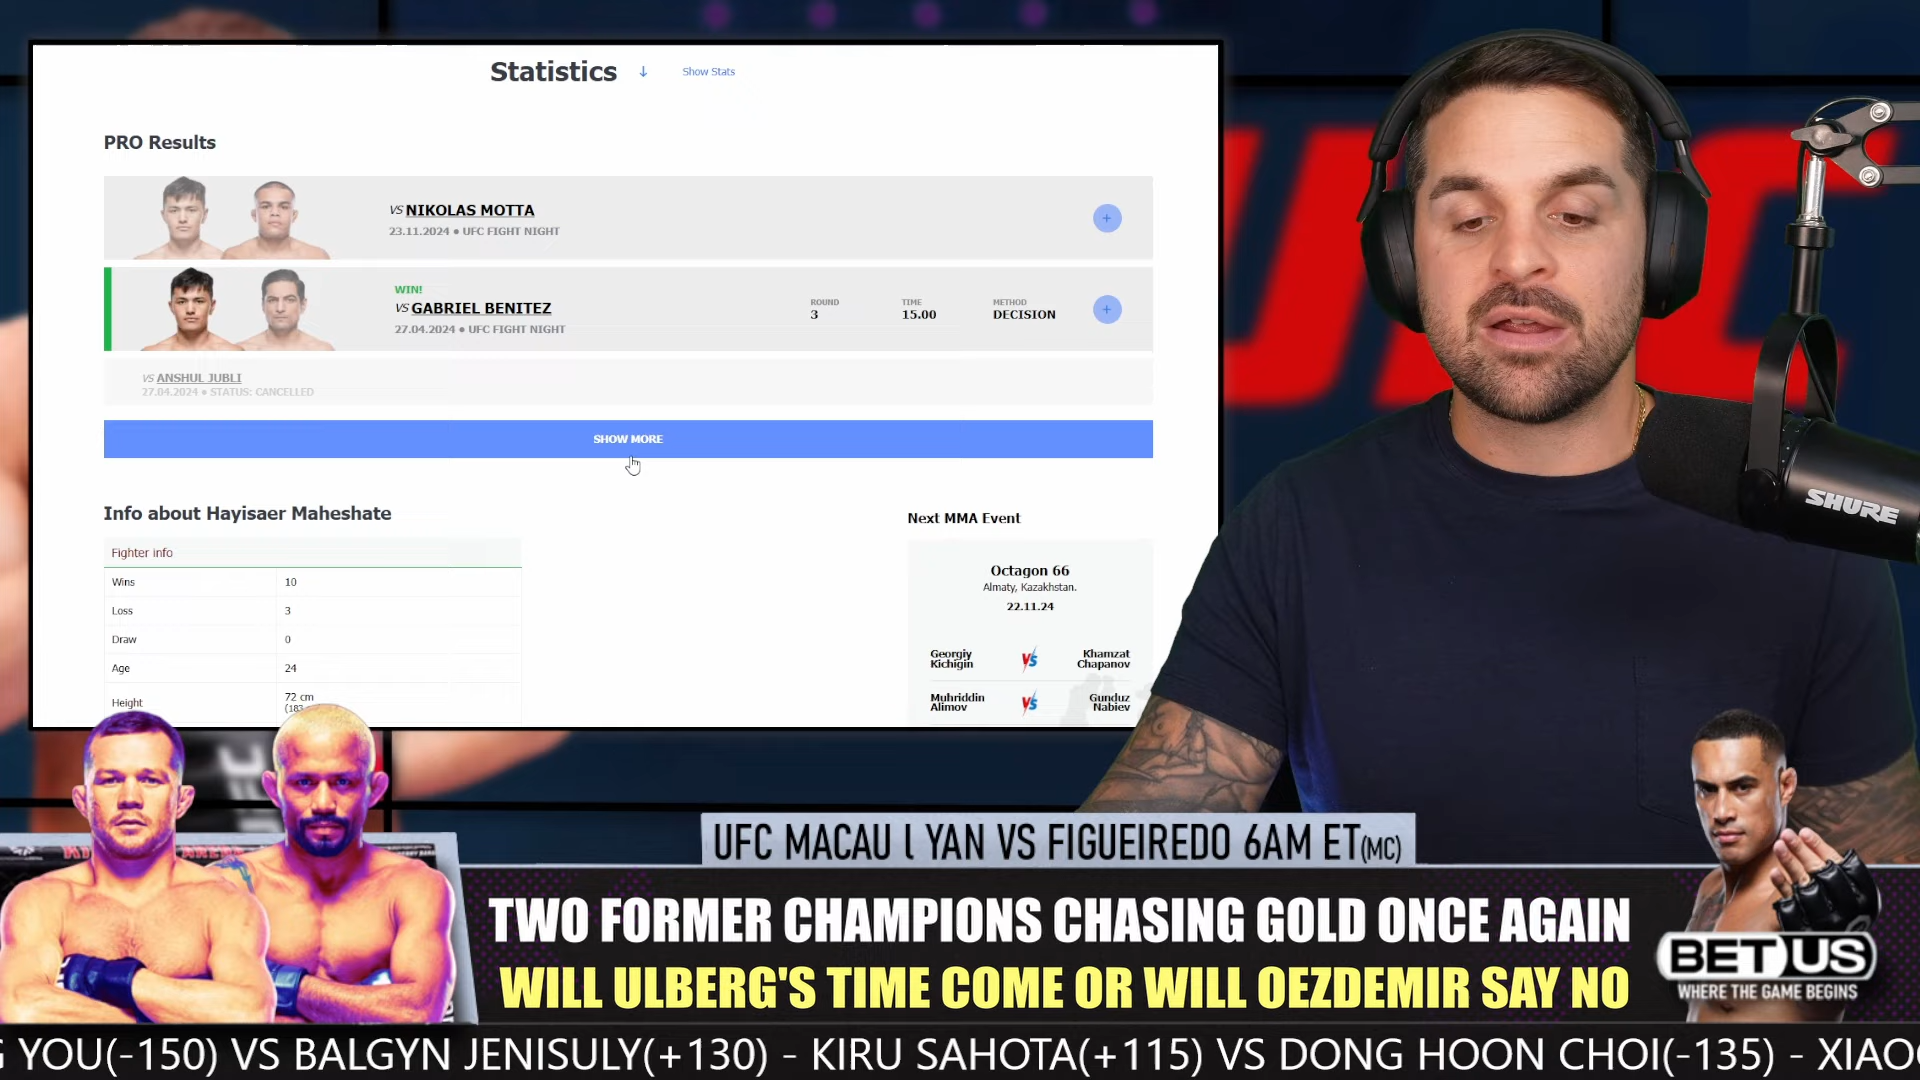 Statistics ↓ Show Stats
PRO Results
VS NIKOLAS MOTTA
23.11.2024 ● UFC FIGHT NIGHT
+
WIN!
VS GABRIEL BENITEZ
27.04.2024 ● UFC FIGHT NIGHT
ROUND
3
TIME
15.00
METHOD
DECISION
+
VS ANSHUL JUBLI
27.04.2024 ● STATUS: CANCELLED
SHOW MORE
Info about Hayisaer Maheshate
Fighter info
Wins 10
Loss 3
Draw 0
Age 24
Height 72 cm
Next MMA Event
Octagon 66
Almaty, Kazakhstan.
22.11.24
Georgiy Kichigin VS Khamzat Chapanov
Muhriddin Alimov VS Gunduz Nabiev
SHURE
UFC MACAU | YAN VS FIGUEIREDO 6AM ET(MC)
TWO FORMER CHAMPIONS CHASING GOLD ONCE AGAIN
WILL ULBERG'S TIME COME OR WILL OEZDEMIR SAY NO
BETUS
WHERE THE GAME BEGINS
G YOU(-150) VS BALGYN JENISULY(+130) - KIRU SAHOTA(+115) VS DONG HOON CHOI(-135) - XIAO